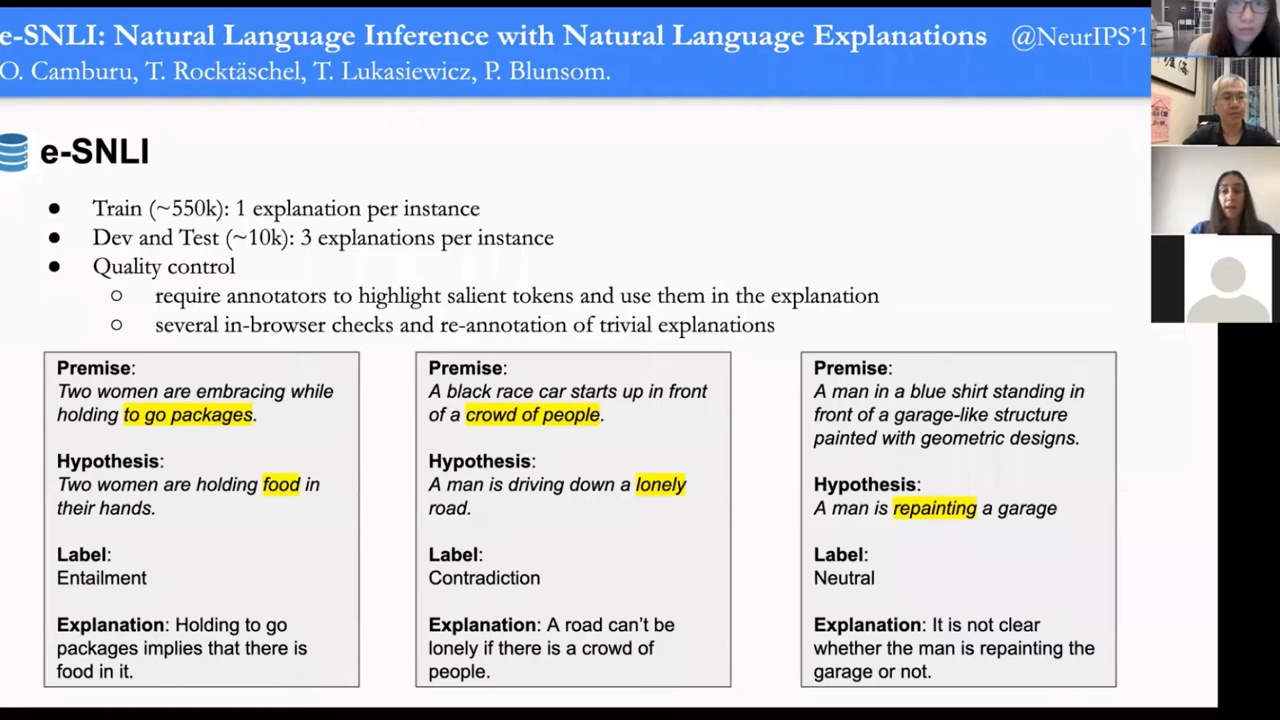 e-SNLI: Natural Language Inference with Natural Language Explanations @NeurIPS'1
O. Camburu, T. Rocktäschel, T. Lukasiewicz, P. Blunsom.
e-SNLI
● Train (~550k): 1 explanation per instance
● Dev and Test (~10k): 3 explanations per instance
● Quality control
○ require annotators to highlight salient tokens and use them in the explanation
○ several in-browser checks and re-annotation of trivial explanations
Premise:
Two women are embracing while
holding to go packages.
Hypothesis:
Two women are holding food in
their hands.
Label:
Entailment
Explanation: Holding to go
packages implies that there is
food in it.
Premise:
A black race car starts up in front
of a crowd of people.
Hypothesis:
A man is driving down a lonely
road.
Label:
Contradiction
Explanation: A road can't be
lonely if there is a crowd of
people.
Premise:
A man in a blue shirt standing in
front of a garage-like structure
painted with geometric designs.
Hypothesis:
A man is repainting a garage
Label:
Neutral
Explanation: It is not clear
whether the man is repainting the
garage or not.